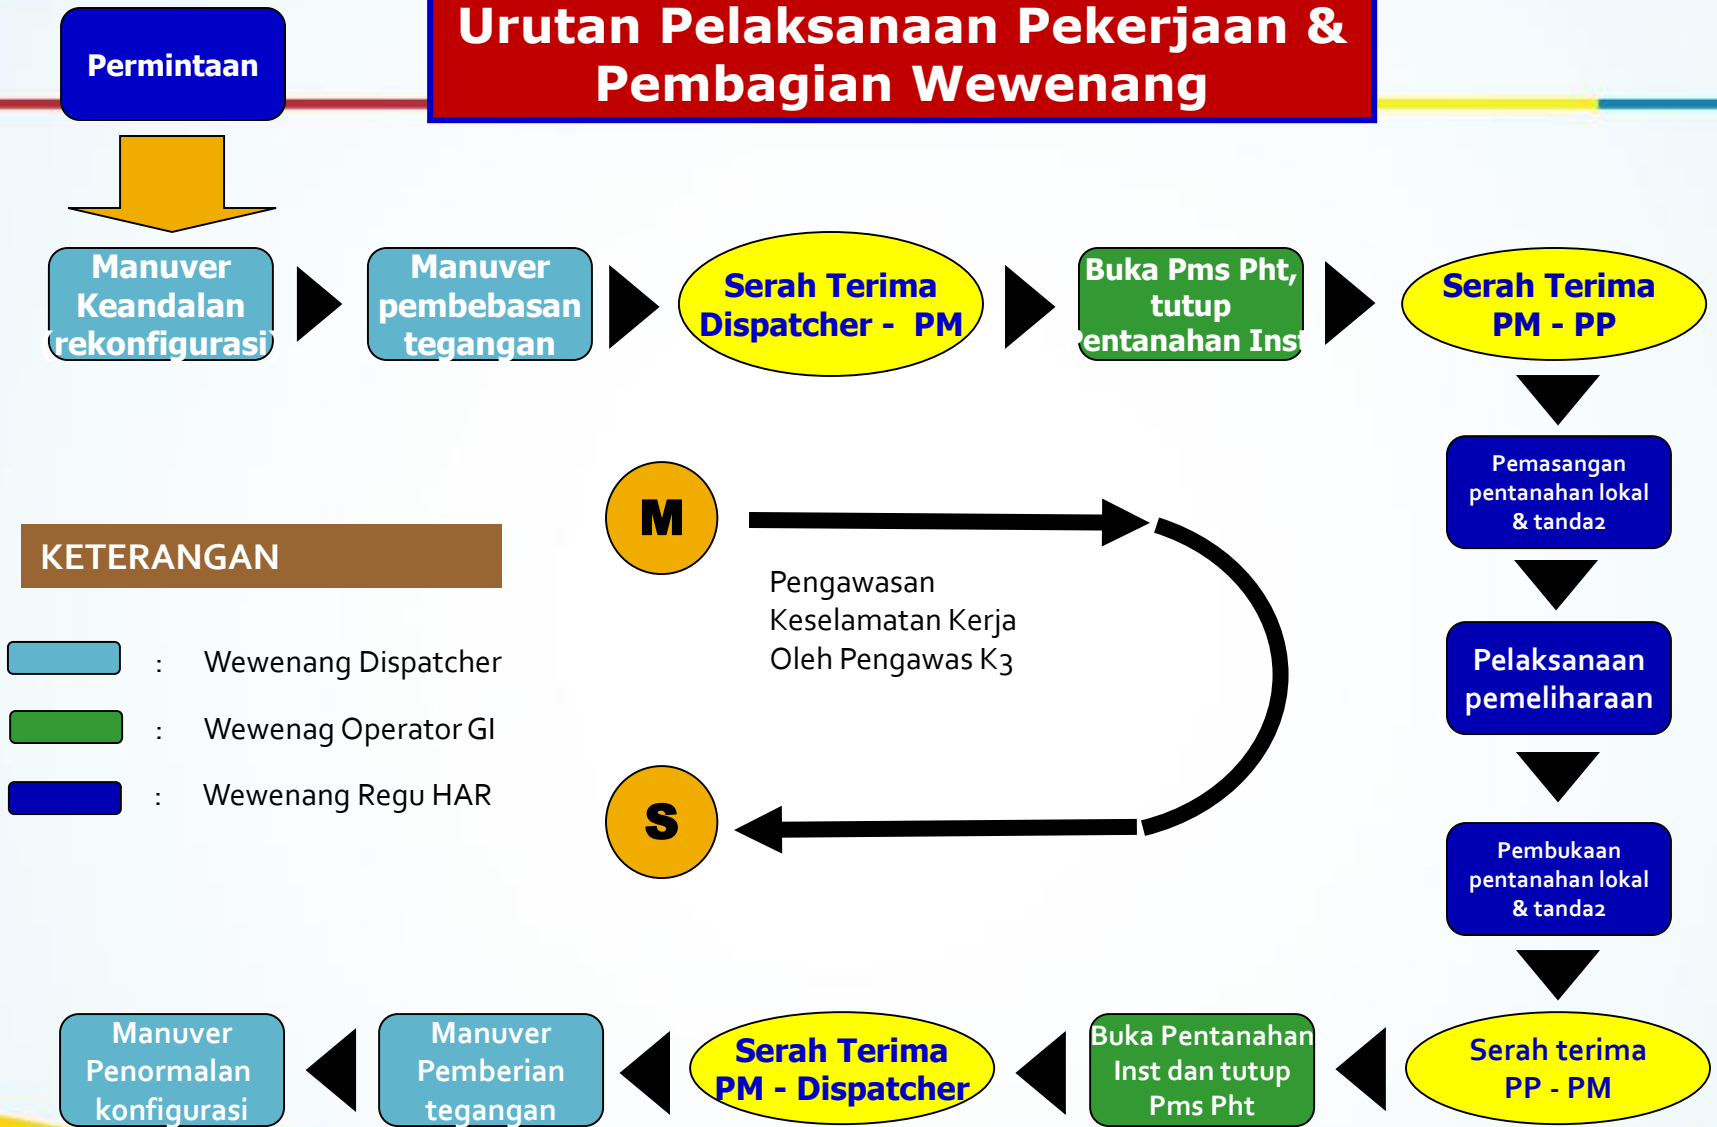 Permintaan
Urutan Pelaksanaan Pekerjaan &
Pembagian Wewenang
Manuver
Keandalan
(rekonfigurasi)
Manuver
pembebasan
tegangan
Serah Terima
Dispatcher - PM
Buka Pms Pht,
tutup
Pentanahan Inst
Serah Terima
PM - PP
Pemasangan
pentanahan lokal
& tanda2
Pelaksanaan
pemeliharaan
Pembukaan
pentanahan lokal
& tanda2
Serah terima
PP - PM
Buka Pentanahan
Inst dan tutup
Pms Pht
Serah Terima
PM - Dispatcher
Manuver
Pemberian
tegangan
Manuver
Penormalan
konfigurasi
M
Pengawasan
Keselamatan Kerja
Oleh Pengawas K3
S
KETERANGAN
: Wewenang Dispatcher
: Wewenag Operator GI
: Wewenang Regu HAR